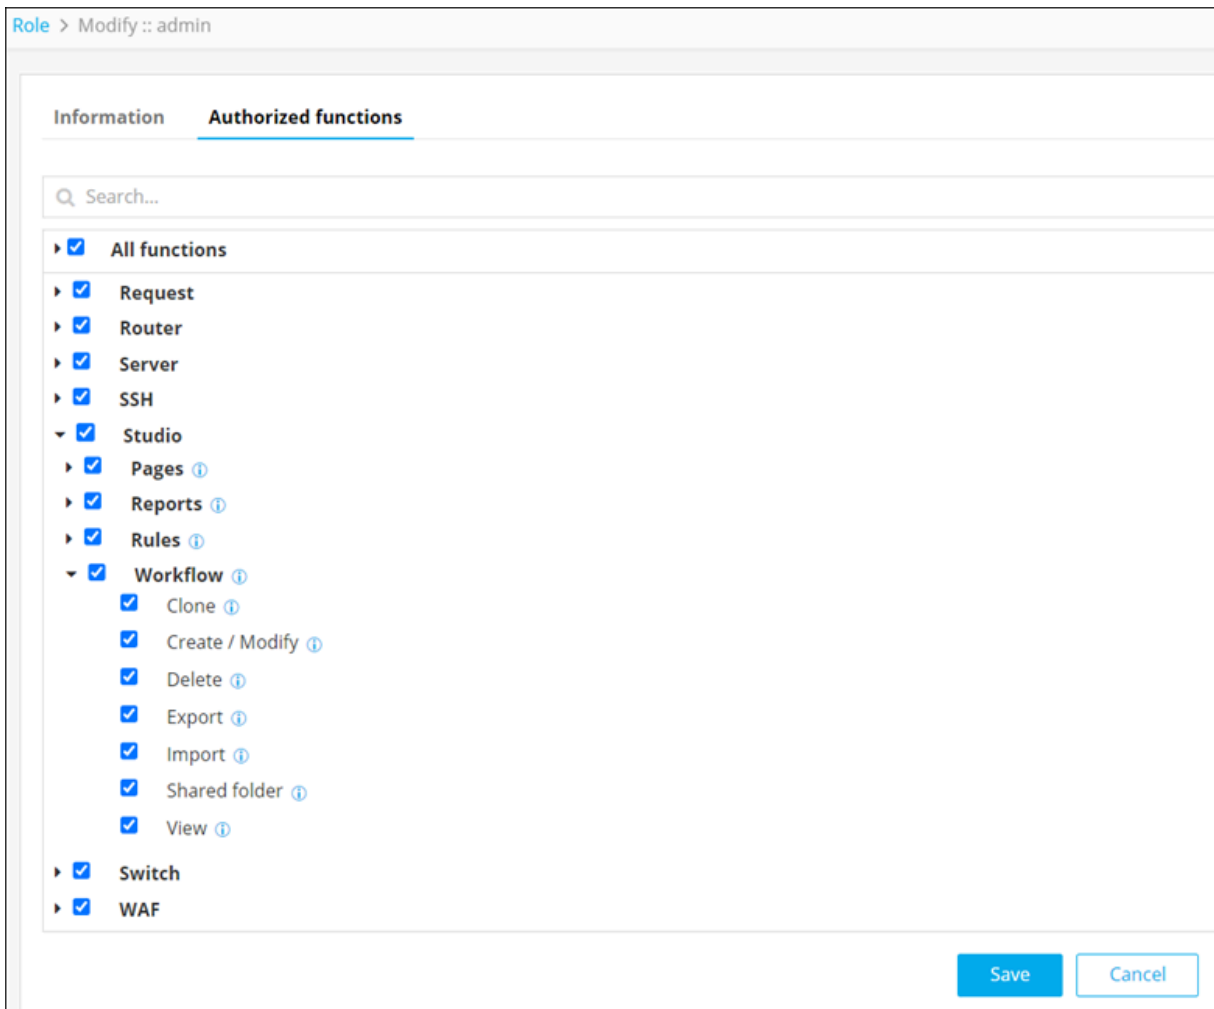 Role > Modify :: admin
Information Authorized functions
Search...
All functions
Request
Router
Server
SSH
Studio
Pages
Reports
Rules
Workflow
Clone
Create / Modify
Delete
Export
Import
Shared folder
View
Switch
WAF
Save Cancel